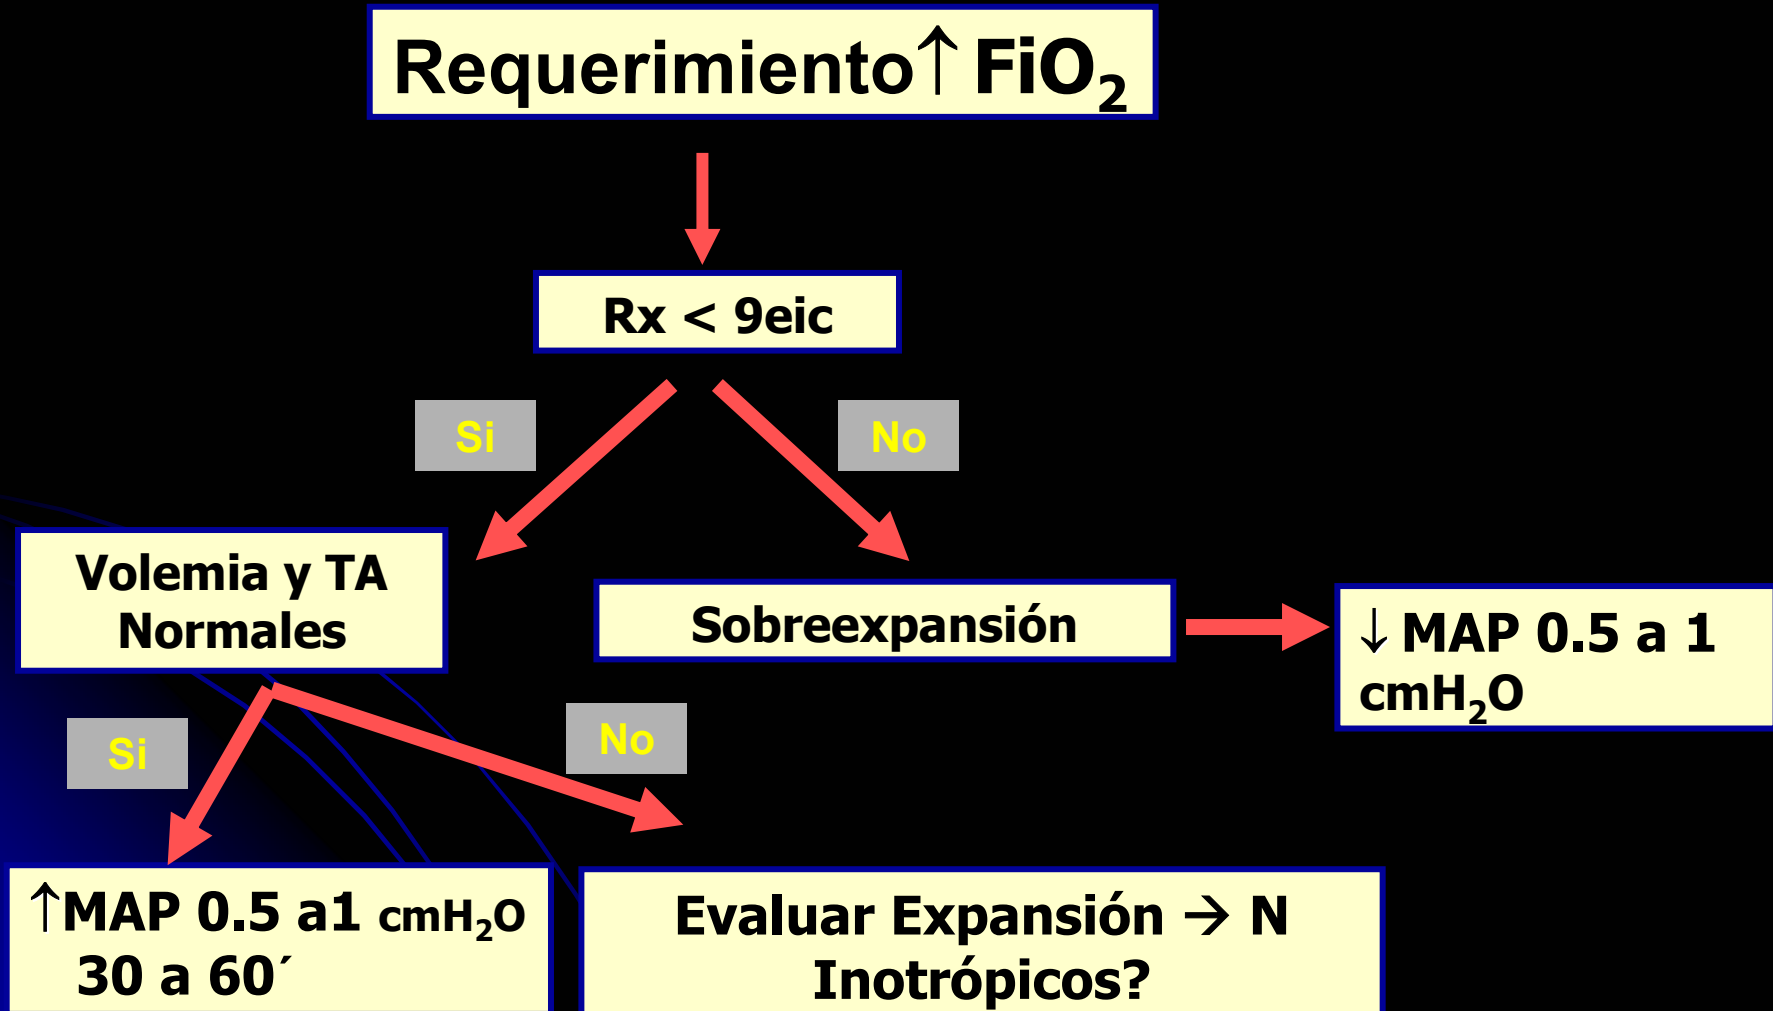 Requerimiento↑ FiO₂
Rx < 9eic
Si
No
Volemia y TA
Normales
Sobreexpansión
↓ MAP 0.5 a 1
cmH₂O
Si
No
↑MAP 0.5 a1 cmH₂O
30 a 60´
Evaluar Expansión → N
Inotrópicos?